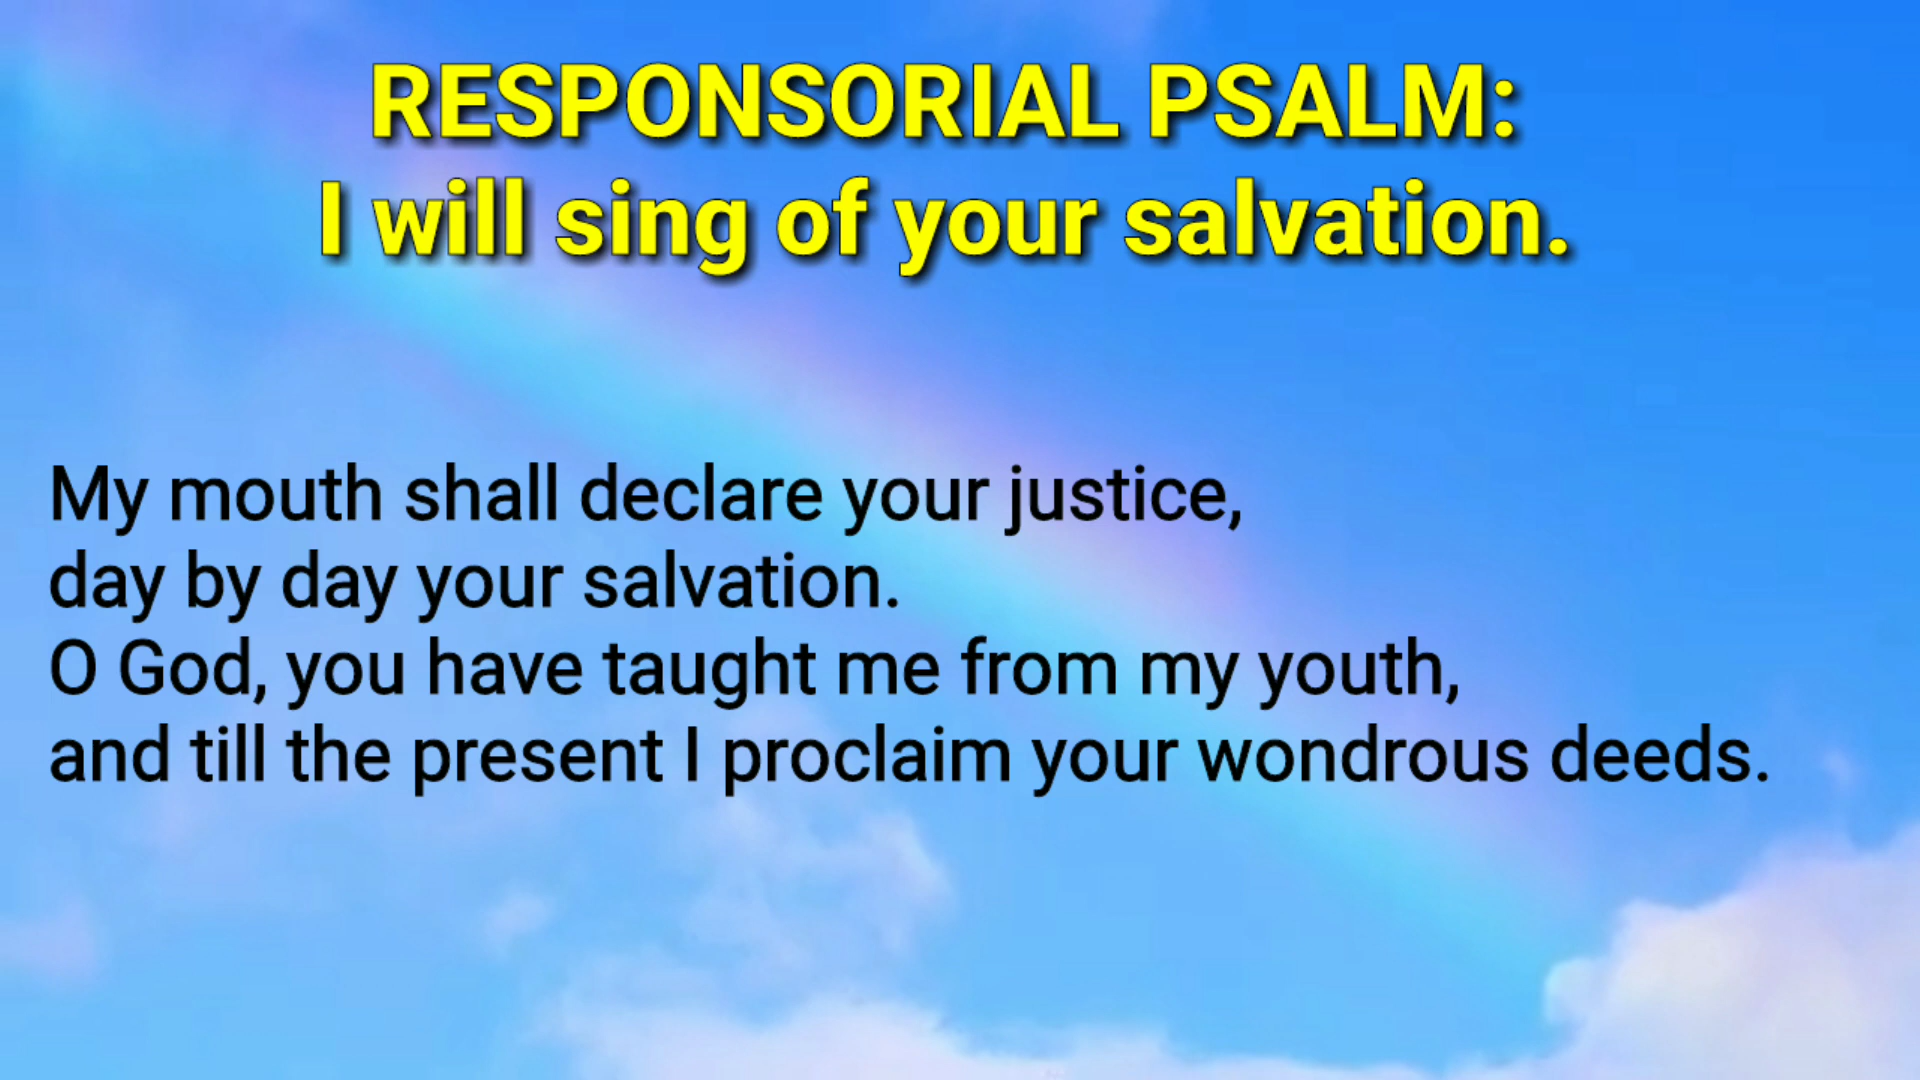 RESPONSORIAL PSALM:
I will sing of your salvation.
My mouth shall declare your justice,
day by day your salvation.
O God, you have taught me from my youth,
and till the present I proclaim your wondrous deeds.